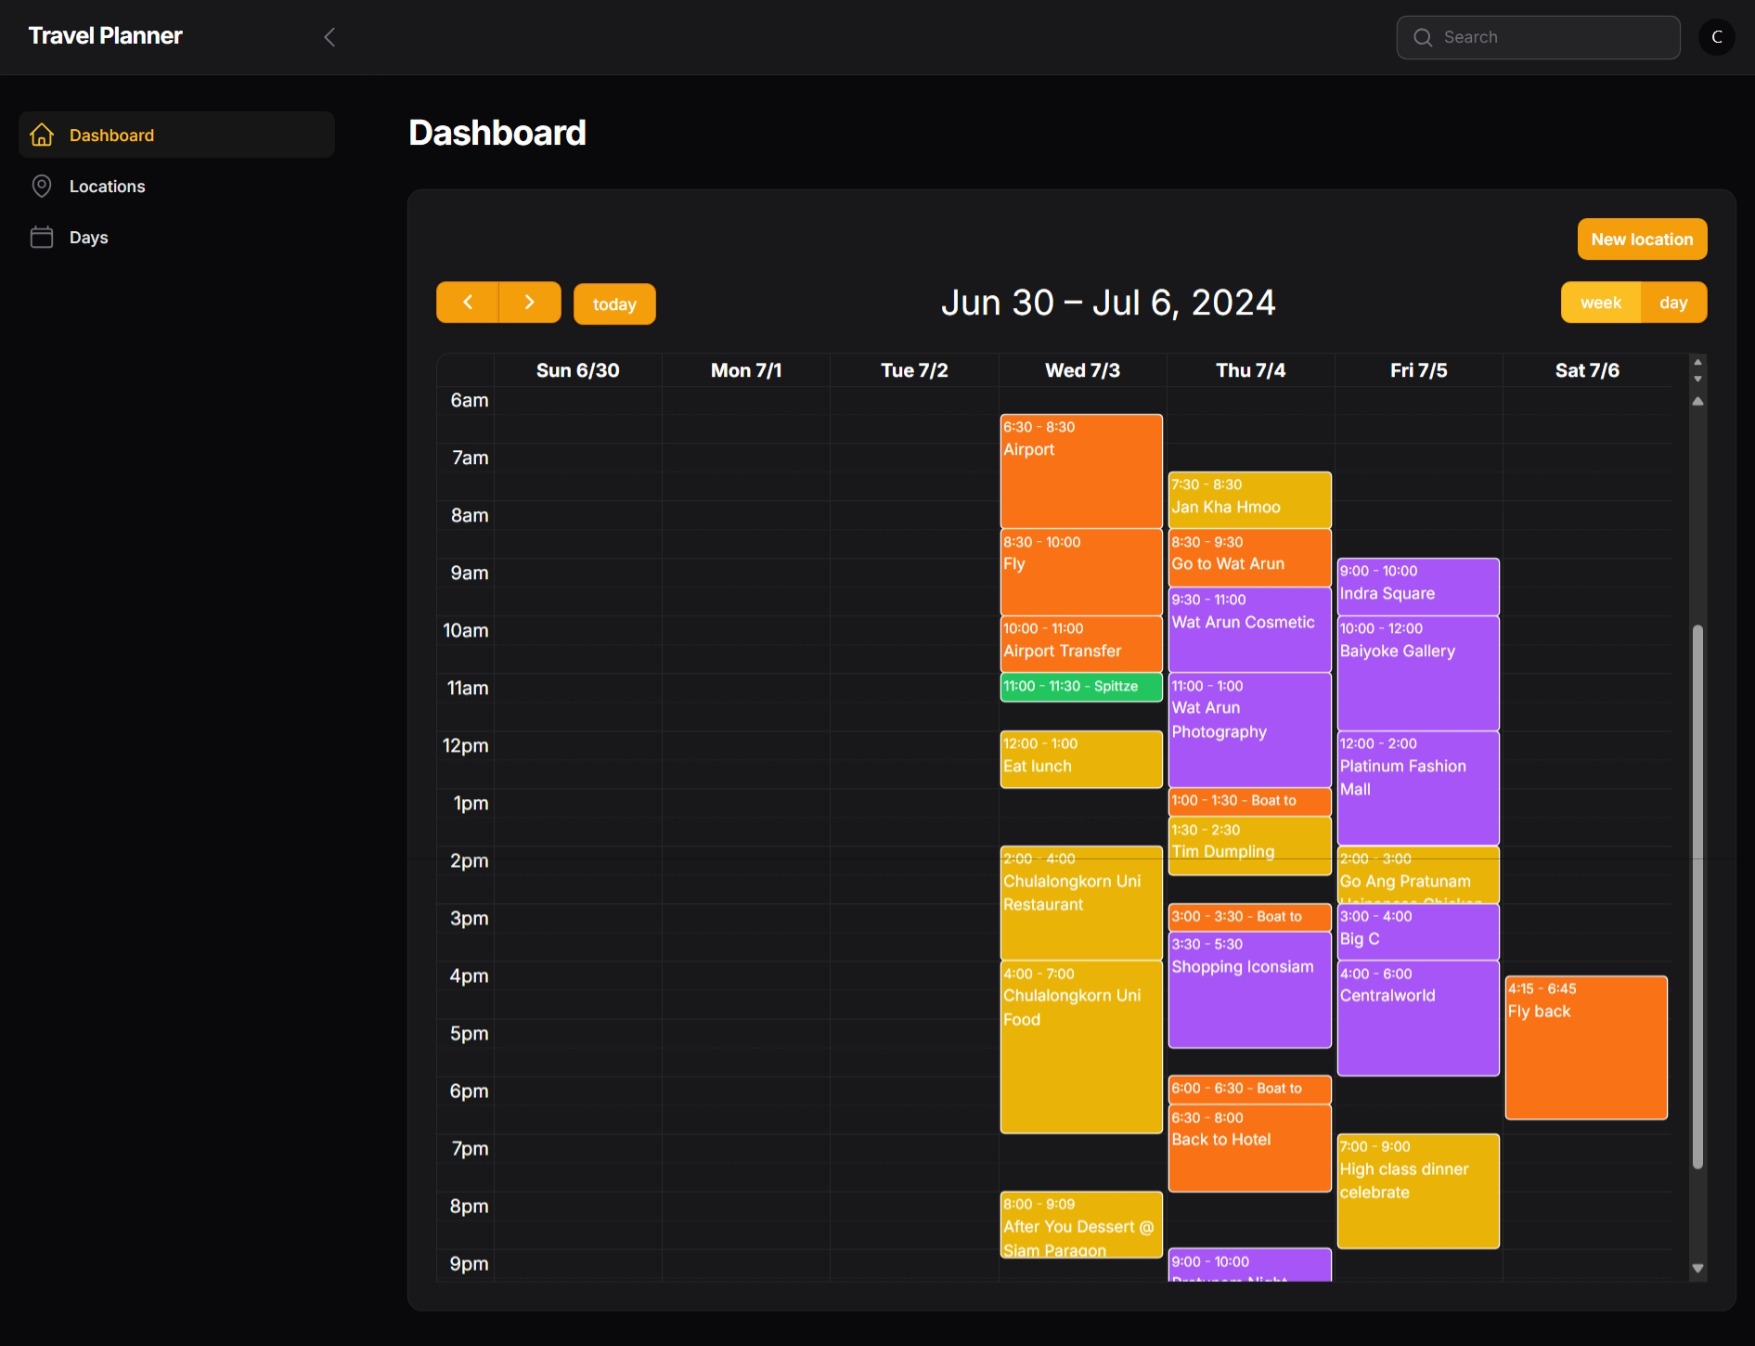 Travel Planner
Search
C
Dashboard
Locations
Days
Dashboard
New location
today
Jun 30 – Jul 6, 2024
week
day
Sun 6/30
Mon 7/1
Tue 7/2
Wed 7/3
Thu 7/4
Fri 7/5
Sat 7/6
6am
7am
8am
9am
10am
11am
12pm
1pm
2pm
3pm
4pm
5pm
6pm
7pm
8pm
9pm
6:30 - 8:30
Airport
8:30 - 10:00
Fly
10:00 - 11:00
Airport Transfer
11:00 - 11:30 - Spittze
12:00 - 1:00
Eat lunch
2:00 - 4:00
Chulalongkorn Uni
Restaurant
4:00 - 7:00
Chulalongkorn Uni
Food
8:00 - 9:09
After You Dessert @
Siam Paragon
7:30 - 8:30
Jan Kha Hmoo
8:30 - 9:30
Go to Wat Arun
9:30 - 11:00
Wat Arun Cosmetic
11:00 - 1:00
Wat Arun
Photography
1:00 - 1:30 - Boat to
1:30 - 2:30
Tim Dumpling
3:00 - 3:30 - Boat to
3:30 - 5:30
Shopping Iconsiam
6:00 - 6:30 - Boat to
6:30 - 8:00
Back to Hotel
9:00 - 10:00
Pratunam Night
9:00 - 10:00
Indra Square
10:00 - 12:00
Baiyoke Gallery
12:00 - 2:00
Platinum Fashion
Mall
2:00 - 3:00
Go Ang Pratunam
Hainanese Chicken
3:00 - 4:00
Big C
4:00 - 6:00
Centralworld
7:00 - 9:00
High class dinner
celebrate
4:15 - 6:45
Fly back